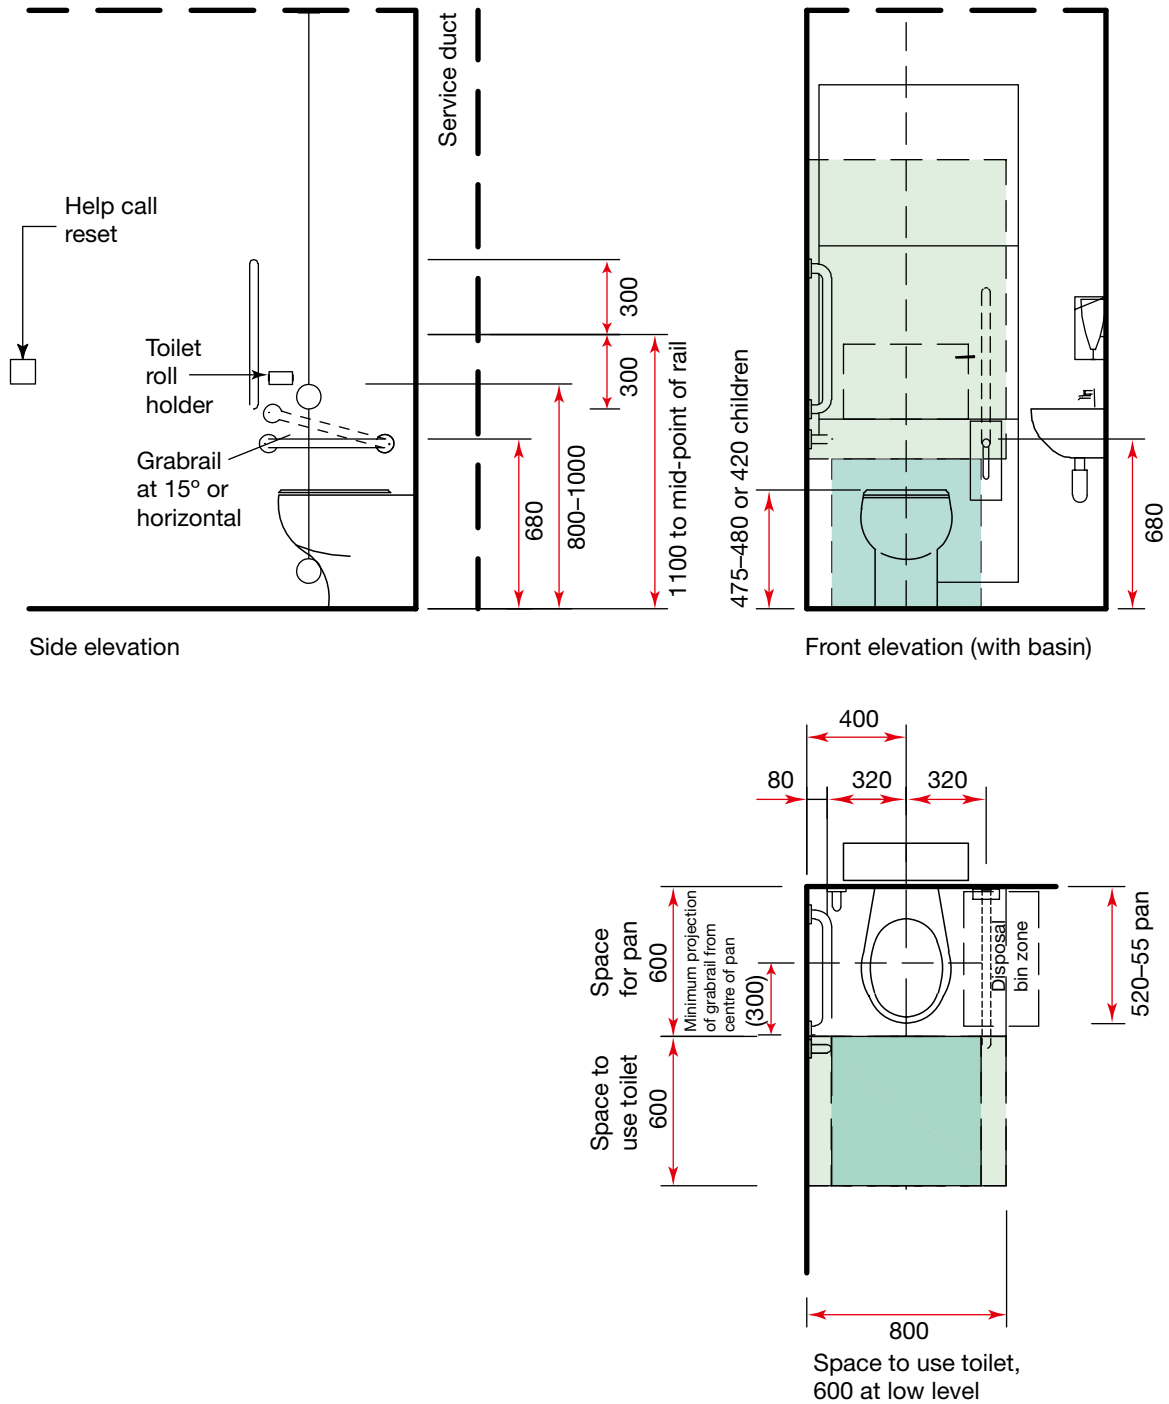 Service duct
Help call
reset
Toilet
roll
holder
Grabrail
at 15º or
horizontal
300
300
680
800–1000
1100 to mid-point of rail
Side elevation
475–480 or 420 children
680
Front elevation (with basin)
400
80
320
320
Space
for pan
600
Minimum projection
of grabrail from
centre of pan
(300)
Disposal
bin zone
520–55 pan
Space to
use toilet
600
800
Space to use toilet,
600 at low level